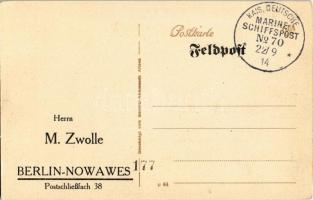 Postkarte
Feldpost
KAIS. DEUTSCHE
MARINE-
SCHIFFSPOST
No 70
22/9
14
Herrn
M. Zwolle
BERLIN-NOWAWES
177
Postschließfach 38